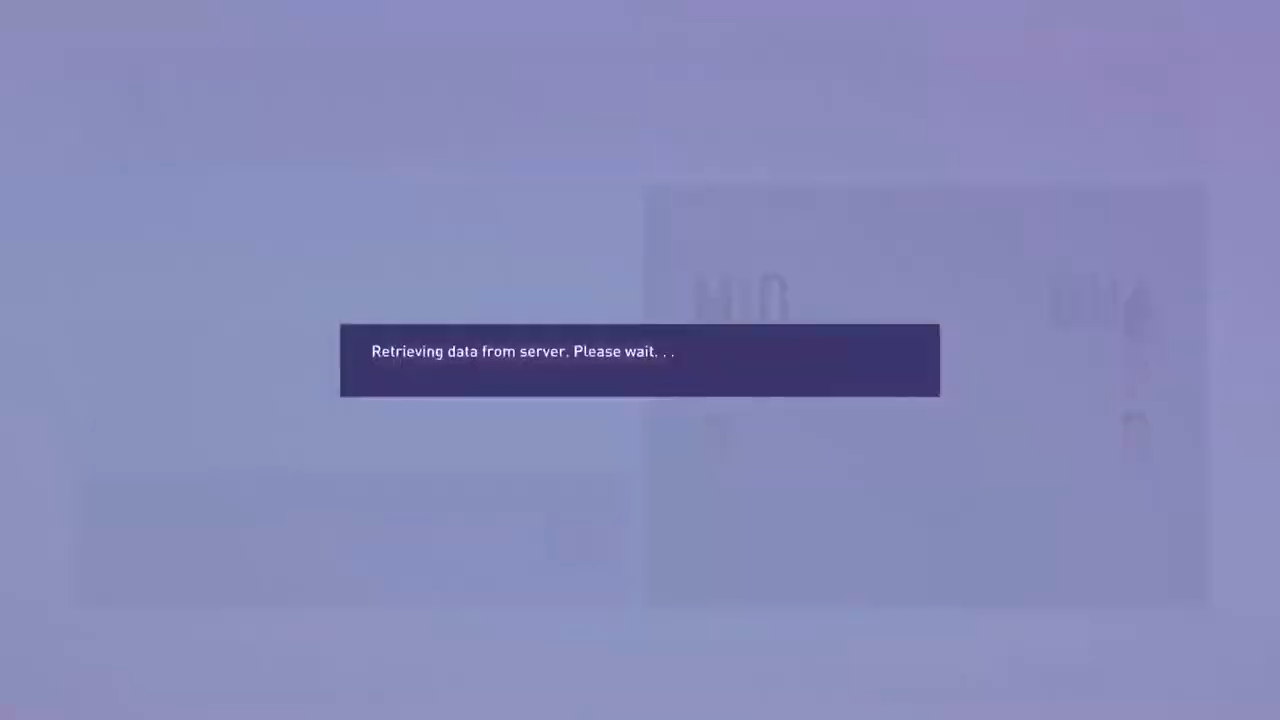 Retrieving data from server. Please wait. . .